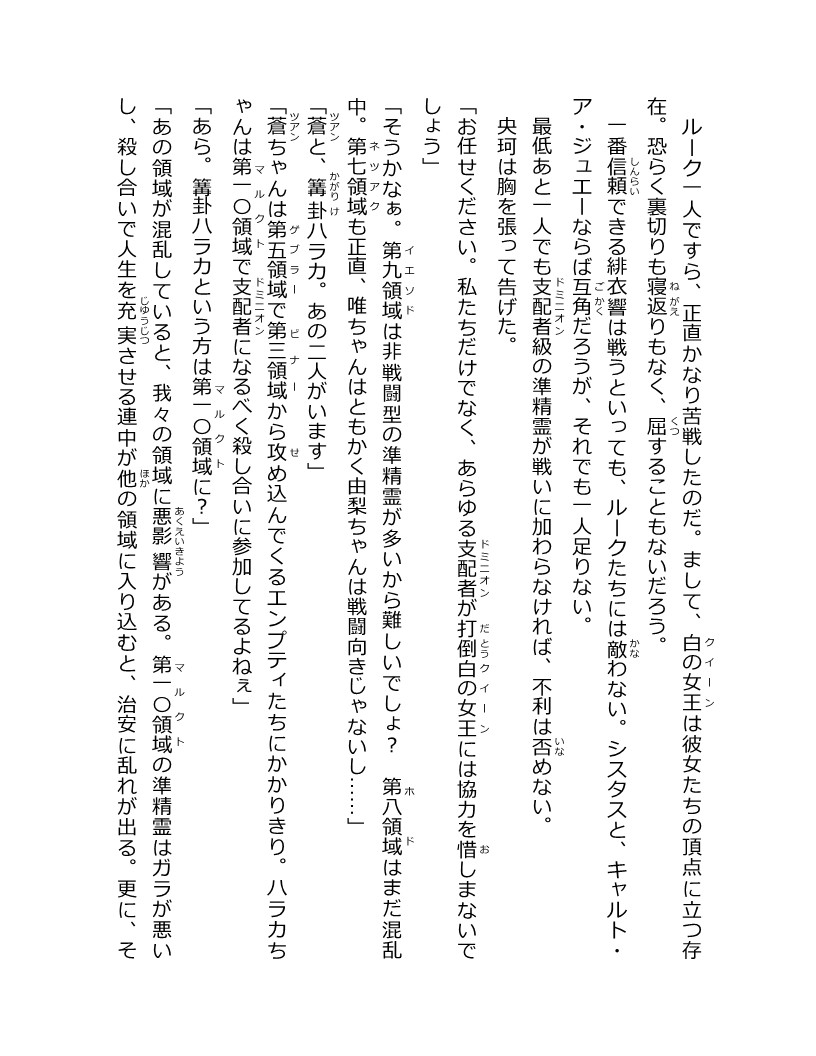 ルーク一人ですら、正直かなり苦戦したのだ。まして、白の女王は彼女たちの頂点に立つ存
在。恐らく裏切りも寝返りもなく、屈することもないだろう。
一番信頼できる緋衣響は戦うといっても、ルークたちには敵わない。シスタスと、キャルト・
ア・ジュエーならば互角だろうが、それでも一人足りない。
最低あと一人でも支配者級の準精霊が戦いに加わらなければ、不利は否めない。
央珂は胸を張って告げた。
「お任せください。私たちだけでなく、あらゆる支配者が打倒白の女王には協力を惜しまないで
しょう」
「そうかなぁ。第九領域は非戦闘型の準精霊が多いから難しいでしょ？　第八領域はまだ混乱
中。第七領域も正直、唯ちゃんはともかく由梨ちゃんは戦闘向きじゃないし……」
「蒼と、篝卦ハラカ。あの二人がいます」
「蒼ちゃんは第五領域で第三領域から攻め込んでくるエンプティたちにかかりきり。ハラカち
ゃんは第一〇領域で支配者になるべく殺し合いに参加してるよねぇ」
「あら。篝卦ハラカという方は第一〇領域に？」
「あの領域が混乱していると、我々の領域に悪影響がある。第一〇領域の準精霊はガラが悪い
し、殺し合いで人生を充実させる連中が他の領域に入り込むと、治安に乱れが出る。更に、そ